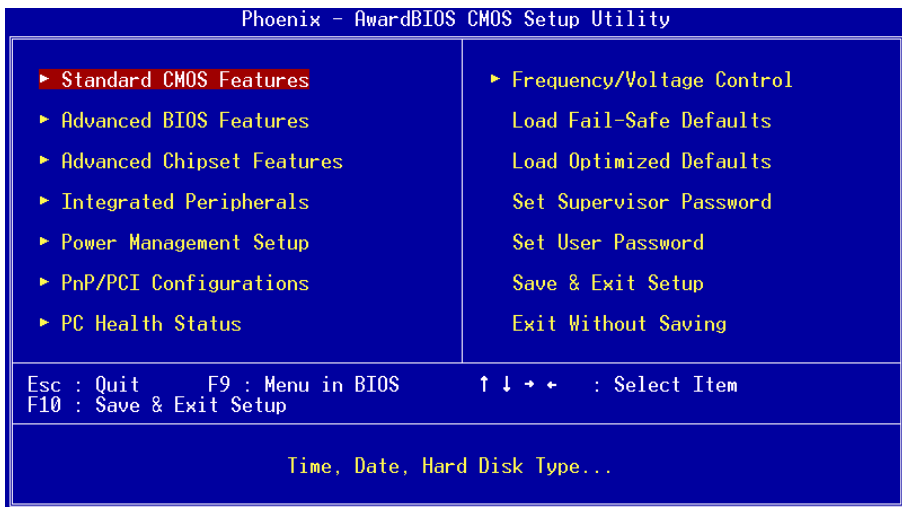 Phoenix - AwardBIOS CMOS Setup Utility
► Standard CMOS Features
► Advanced BIOS Features
► Advanced Chipset Features
► Integrated Peripherals
► Power Management Setup
► PnP/PCI Configurations
► PC Health Status
► Frequency/Voltage Control
Load Fail-Safe Defaults
Load Optimized Defaults
Set Supervisor Password
Set User Password
Save & Exit Setup
Exit Without Saving
Esc : Quit F9 : Menu in BIOS ↑ ↓ → ← : Select Item
F10 : Save & Exit Setup
Time, Date, Hard Disk Type...